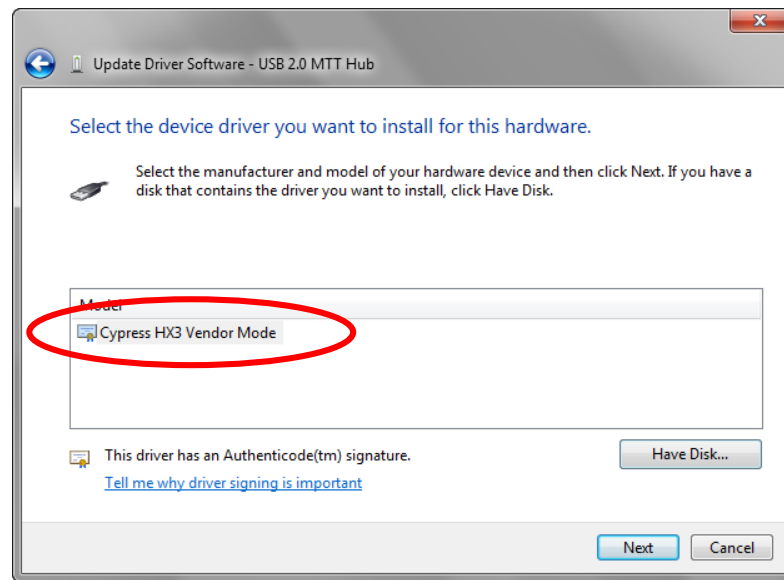 Update Driver Software - USB 2.0 MTT Hub
Select the device driver you want to install for this hardware.
Select the manufacturer and model of your hardware device and then click Next. If you have a
disk that contains the driver you want to install, click Have Disk.
Model
Cypress HX3 Vendor Mode
This driver has an Authenticode(tm) signature.
Have Disk...
Tell me why driver signing is important
Next
Cancel